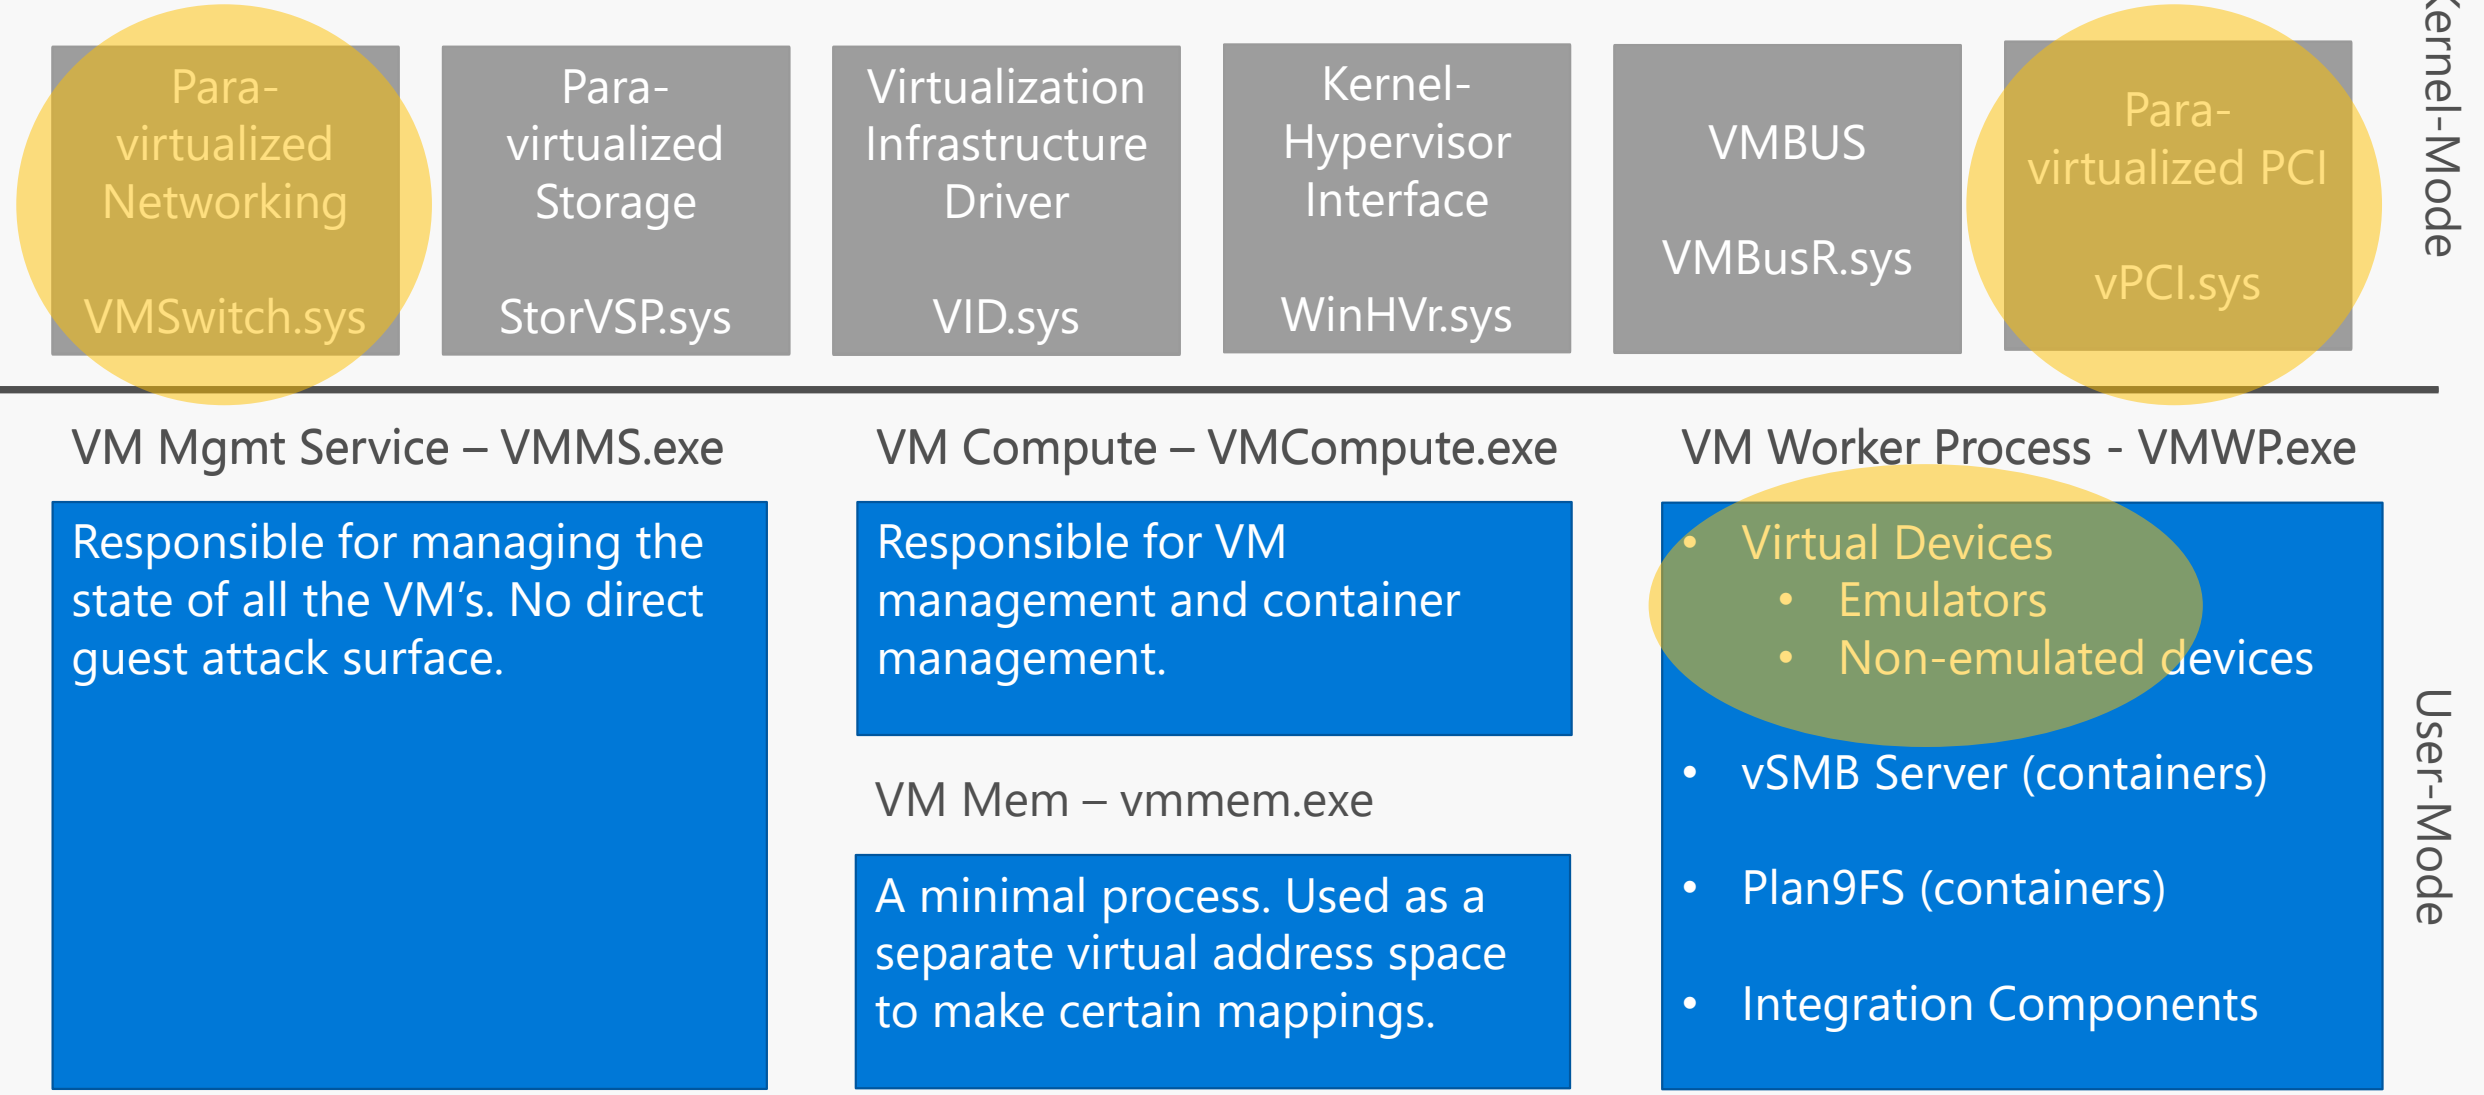 Para-
virtualized
Networking
VMSwitch.sys
Para-
virtualized
Storage
StorVSP.sys
Virtualization
Infrastructure
Driver
VID.sys
Kernel-
Hypervisor
Interface
WinHVr.sys
VMBUS
VMBusR.sys
Para-
virtualized PCI
vPCI.sys
Kernel-Mode
VM Mgmt Service – VMMS.exe
Responsible for managing the
state of all the VM’s. No direct
guest attack surface.
VM Compute – VMCompute.exe
Responsible for VM
management and container
management.
VM Mem – vmmem.exe
A minimal process. Used as a
separate virtual address space
to make certain mappings.
VM Worker Process - VMWP.exe
• Virtual Devices
• Emulators
• Non-emulated devices
• vSMB Server (containers)
• Plan9FS (containers)
• Integration Components
User-Mode